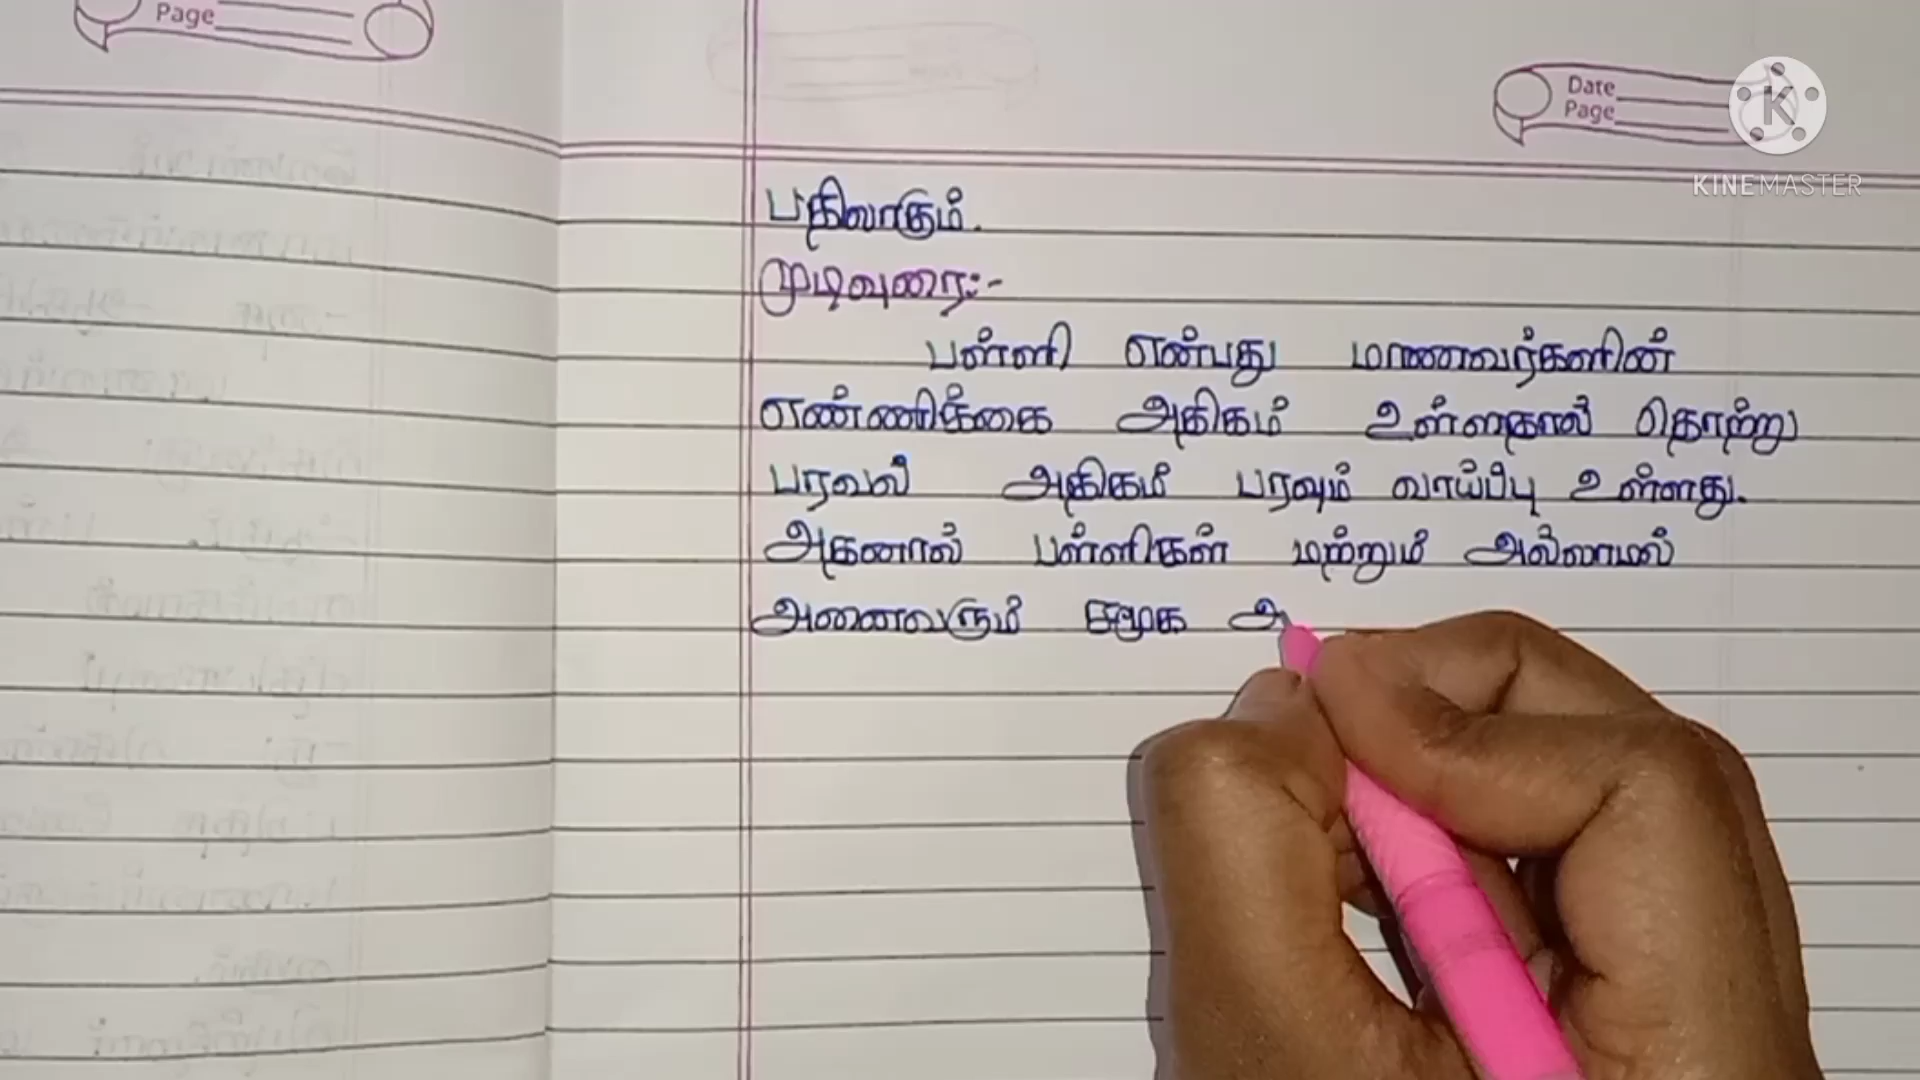 Page
Date
Page
KINEMASTER
பதிலாகும்.
முடிவுரை:-
பள்ளி என்பது மாணவர்களின்
எண்ணிக்கை அதிகம் உள்ளதால் தொற்று
பரவல் அதிகம் பரவும் வாய்ப்பு உள்ளது.
அதனால் பள்ளிகள் மற்றும் அல்லாமல்
அனைவரும் சமூக அ